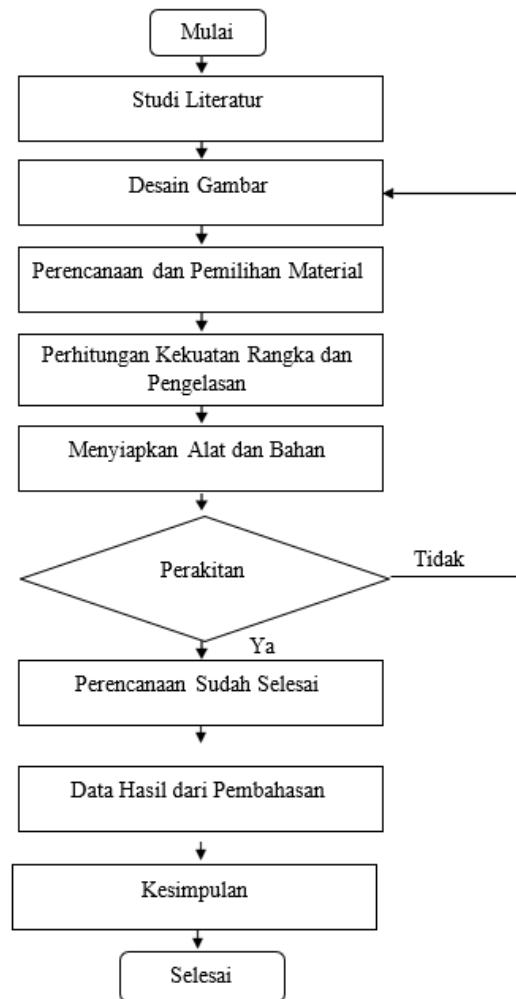 Mulai
Studi Literatur
Desain Gambar
Perencanaan dan Pemilihan Material
Perhitungan Kekuatan Rangka dan
Pengelasan
Menyiapkan Alat dan Bahan
Perakitan
Tidak
Ya
Perencanaan Sudah Selesai
Data Hasil dari Pembahasan
Kesimpulan
Selesai